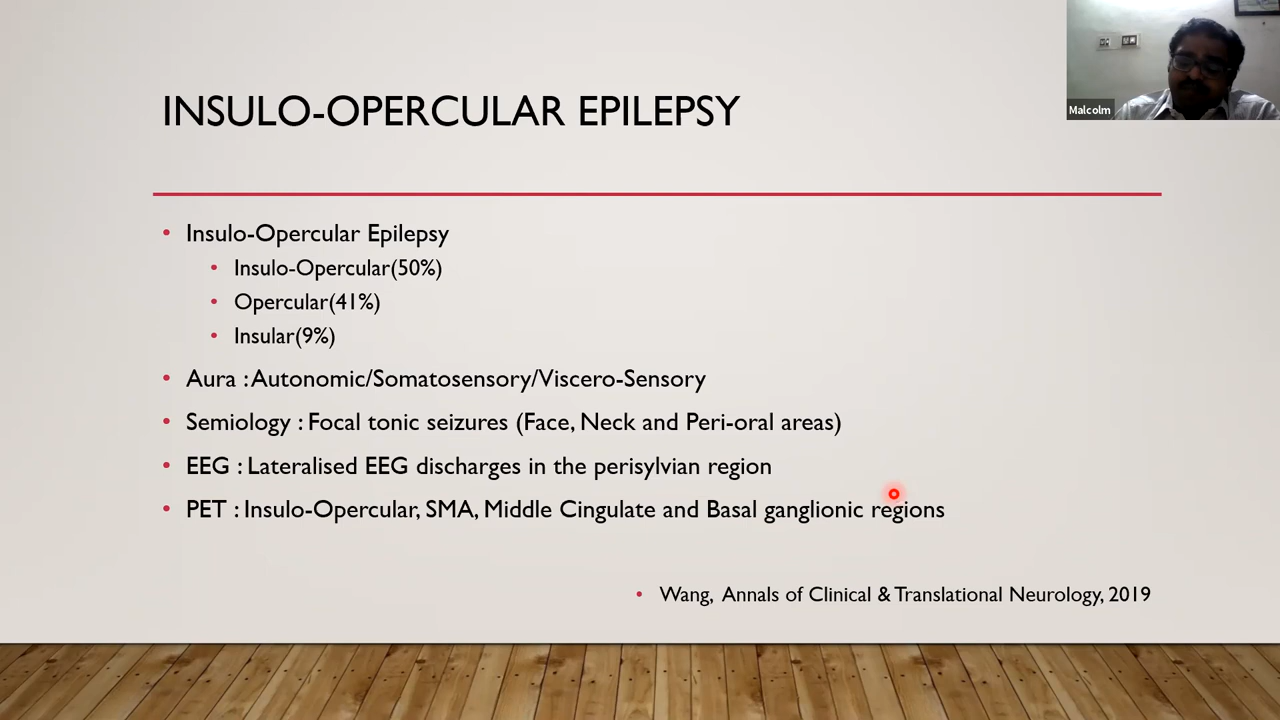 Malcolm
INSULO-OPERCULAR EPILEPSY
Insulo-Opercular Epilepsy
Insulo-Opercular(50%)
Opercular(41%)
Insular(9%)
Aura : Autonomic/Somatosensory/Viscero-Sensory
Semiology : Focal tonic seizures (Face, Neck and Peri-oral areas)
EEG : Lateralised EEG discharges in the perisylvian region
PET : Insulo-Opercular, SMA, Middle Cingulate and Basal ganglionic regions
Wang, Annals of Clinical & Translational Neurology, 2019